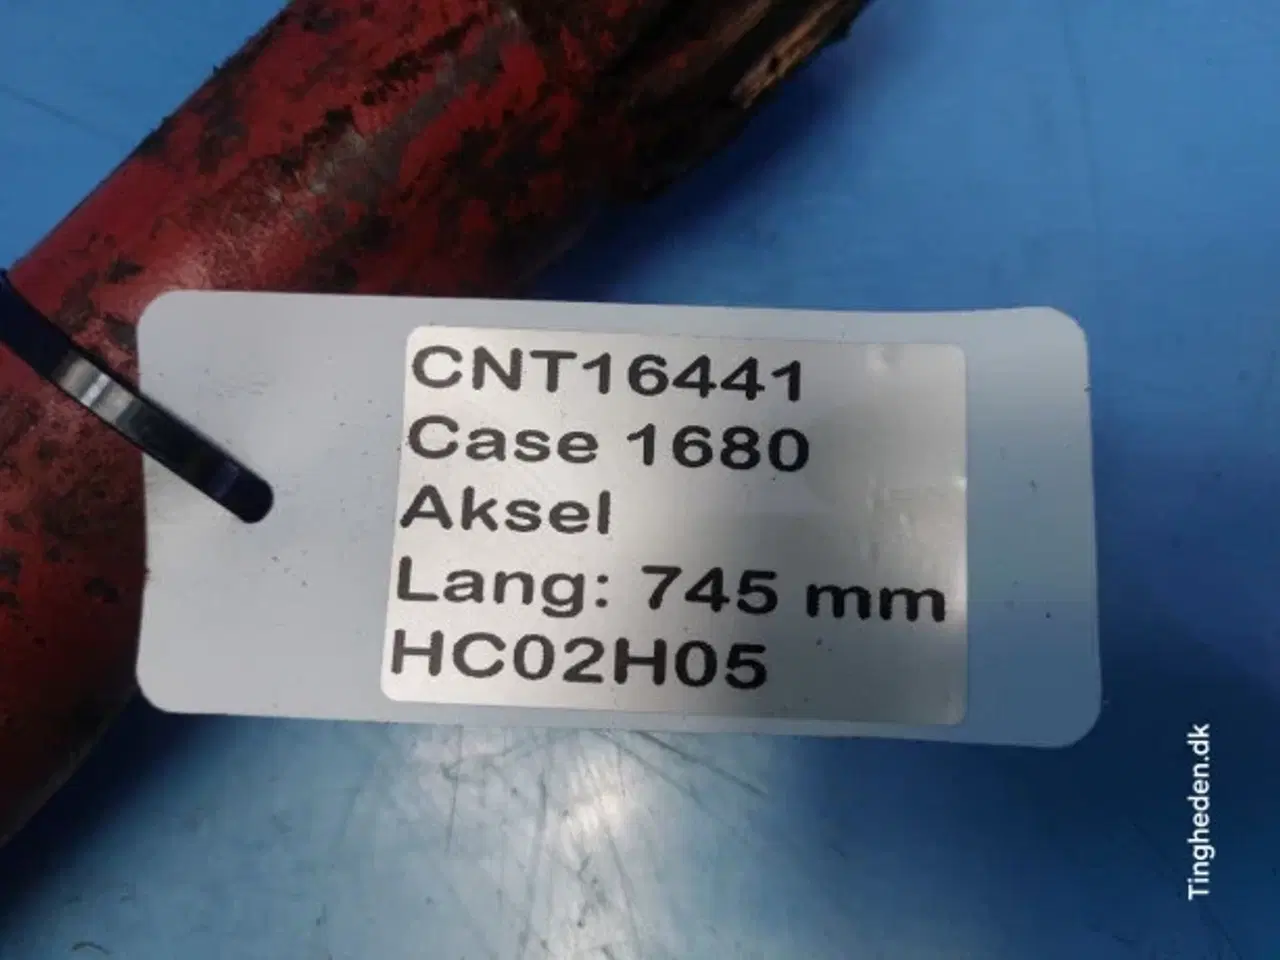 CNT16441
Case 1680
Aksel
Lang: 745 mm
HC02H05
Tingheden.dk